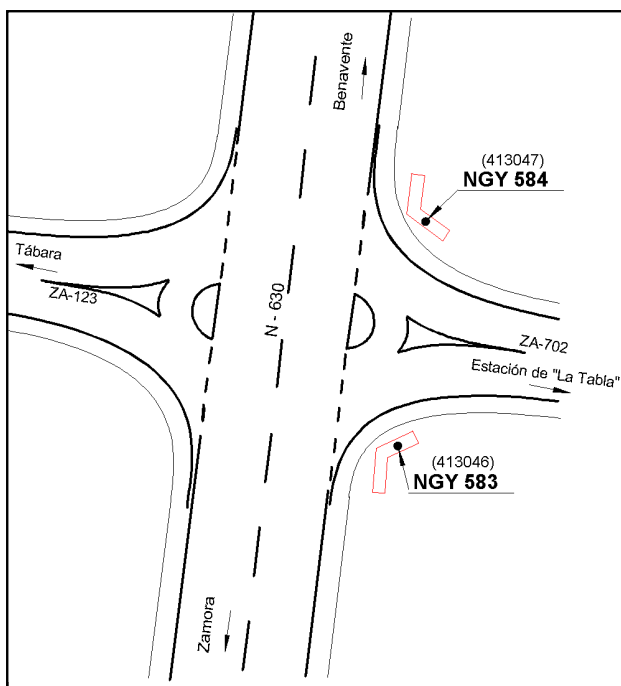 Benavente
(413047)
NGY 584
Tábara
ZA-123
N - 630
ZA-702
Estación de "La Tabla"
(413046)
NGY 583
Zamora